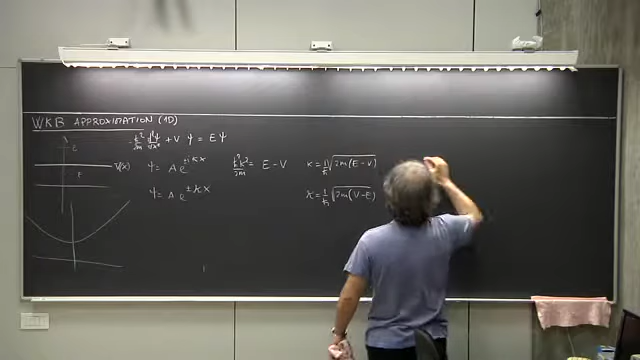 WKB APPROXIMATION (1D)
-ħ²/2m d²ψ/dx² + V ψ = E ψ
E
V(x) ψ = A e^{±ikx} ħ²k²/2m = E - V k = 1/ħ √2m(E-V)
E
ψ = A e^{±κx} κ = 1/ħ √2m(V-E)